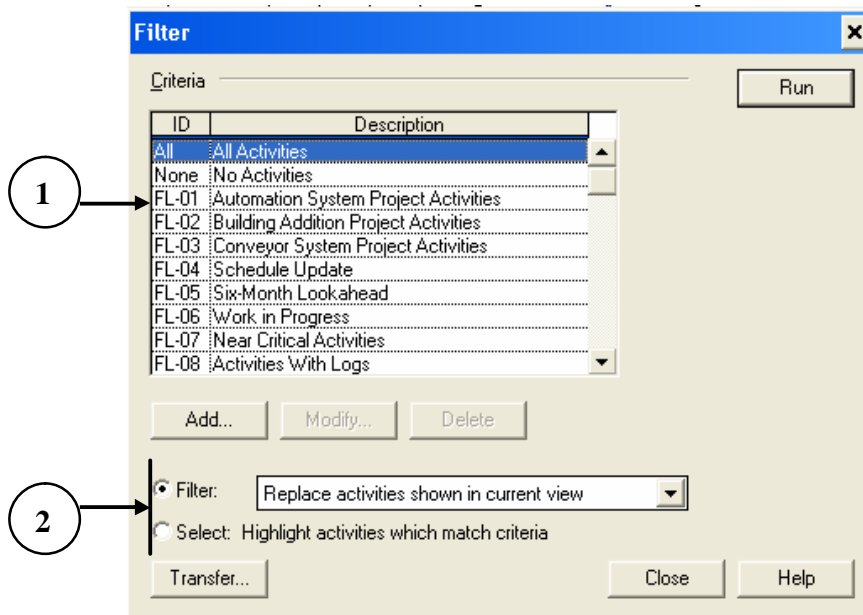 Filter
Criteria
Run
ID Description
All All Activities
None No Activities
1
FL-01 Automation System Project Activities
FL-02 Building Addition Project Activities
FL-03 Conveyor System Project Activities
FL-04 Schedule Update
FL-05 Six-Month Lookahead
FL-06 Work in Progress
FL-07 Near Critical Activities
FL-08 Activities With Logs
Add... Modify... Delete
Filter: Replace activities shown in current view
2
Select: Highlight activities which match criteria
Transfer... Close Help